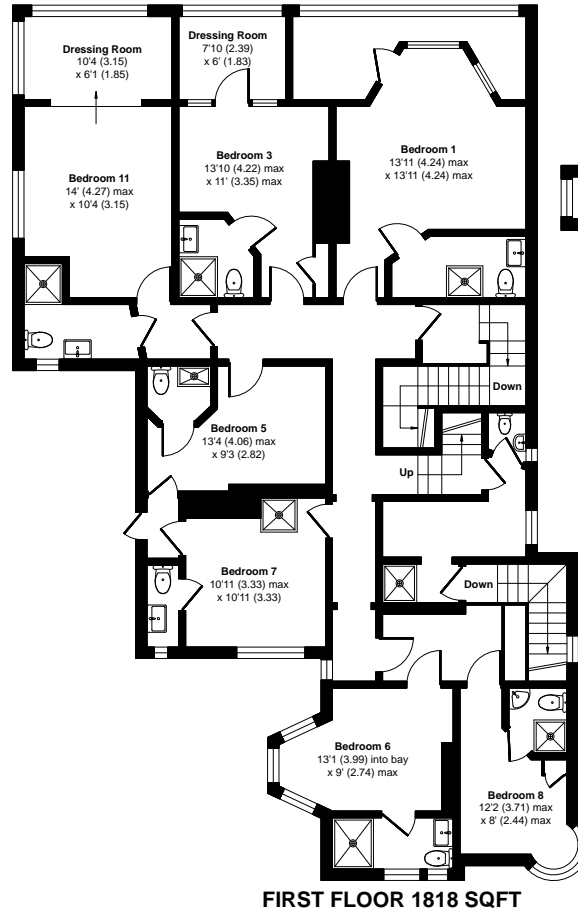 Dressing Room
10'4 (3.15)
x 6'1 (1.85)
Dressing Room
7'10 (2.39)
x 6' (1.83)
Bedroom 11
14' (4.27) max
x 10'4 (3.15)
Bedroom 3
13'10 (4.22) max
x 11' (3.35) max
Bedroom 1
13'11 (4.24) max
x 13'11 (4.24) max
Down
Bedroom 5
13'4 (4.06) max
x 9'3 (2.82)
Up
Bedroom 7
10'11 (3.33) max
x 10'11 (3.33)
Down
Bedroom 6
13'1 (3.99) into bay
x 9' (2.74) max
Bedroom 8
12'2 (3.71) max
x 8' (2.44) max
FIRST FLOOR 1818 SQFT